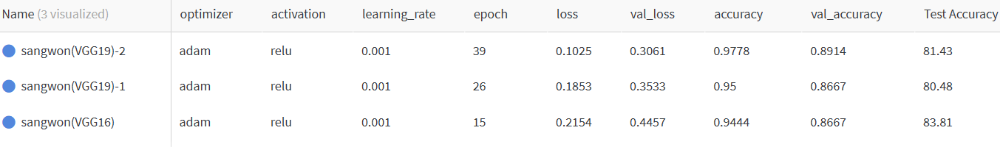 Name (3 visualized) optimizer activation learning_rate epoch loss val_loss accuracy val_accuracy Test Accuracy
sangwon(VGG19)-2 adam relu 0.001 39 0.1025 0.3061 0.9778 0.8914 81.43
sangwon(VGG19)-1 adam relu 0.001 26 0.1853 0.3533 0.95 0.8667 80.48
sangwon(VGG16) adam relu 0.001 15 0.2154 0.4457 0.9444 0.8667 83.81